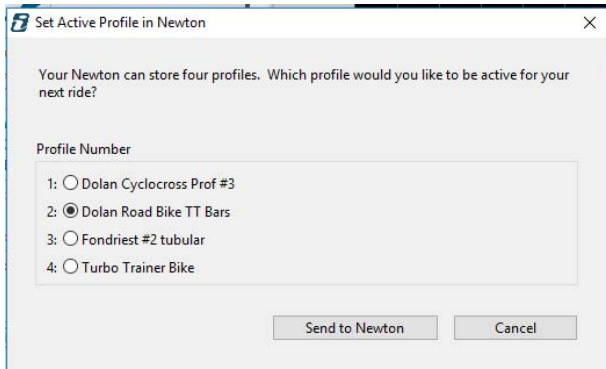 Set Active Profile in Newton
Your Newton can store four profiles. Which profile would you like to be active for your
next ride?
Profile Number
1: Dolan Cyclocross Prof #3
2: Dolan Road Bike TT Bars
3: Fondriest #2 tubular
4: Turbo Trainer Bike
Send to Newton Cancel